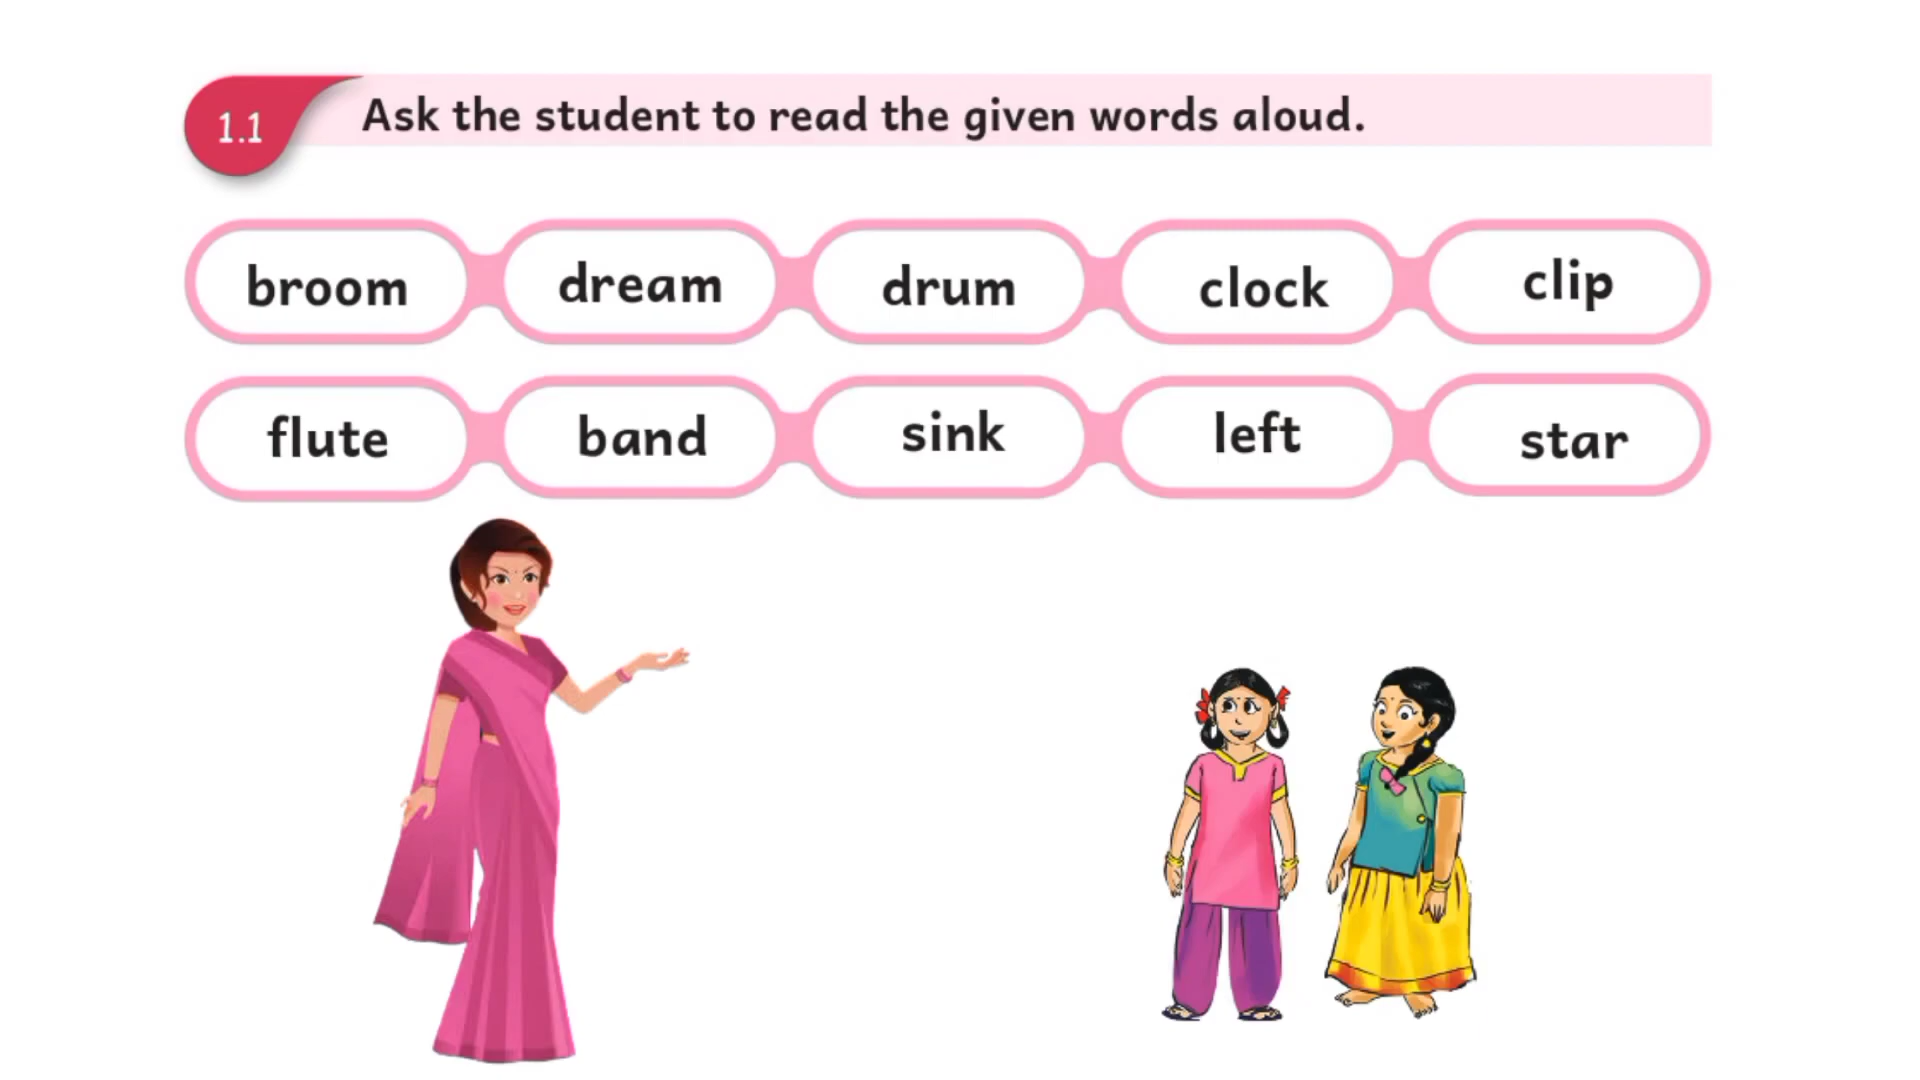 1.1 Ask the student to read the given words aloud.
broom dream drum clock clip
flute band sink left star